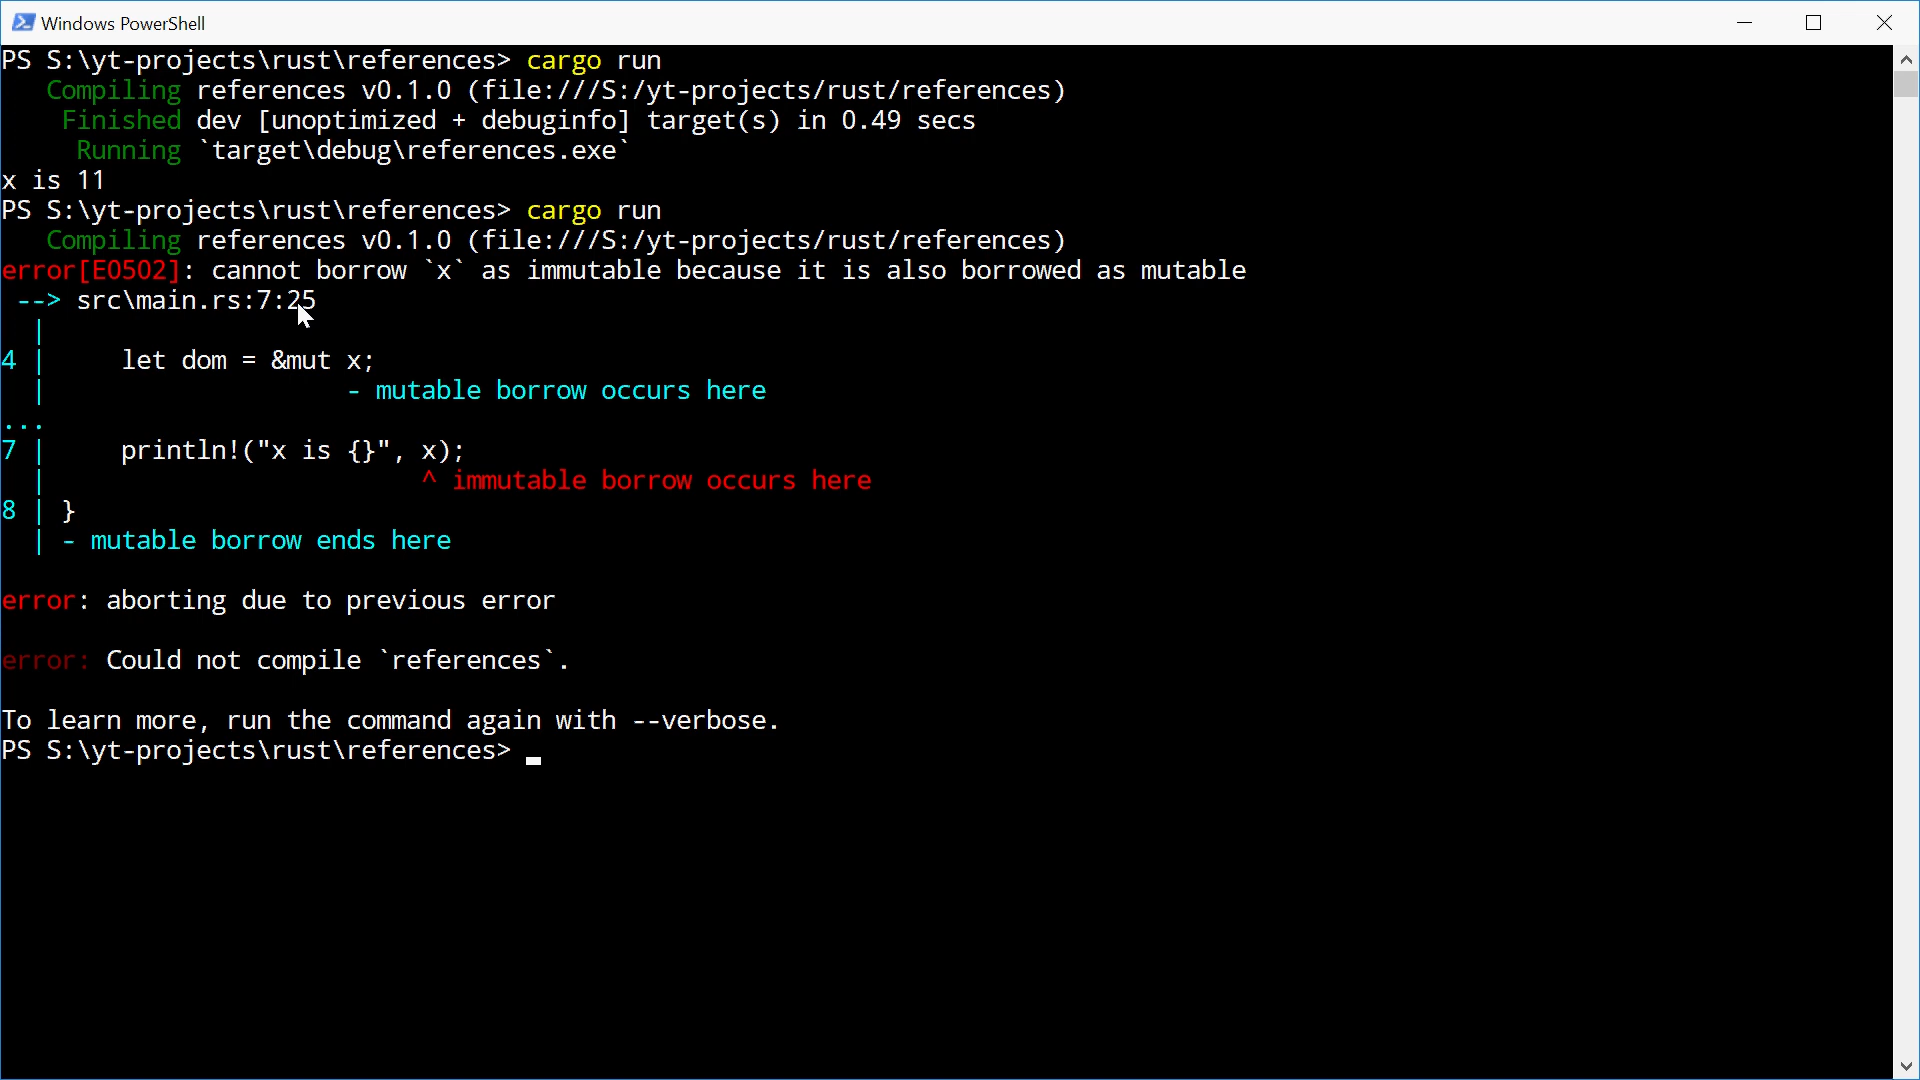 Windows PowerShell
PS S:\yt-projects\rust\references> cargo run
   Compiling references v0.1.0 (file:///S:/yt-projects/rust/references)
    Finished dev [unoptimized + debuginfo] target(s) in 0.49 secs
     Running `target\debug\references.exe`
x is 11
PS S:\yt-projects\rust\references> cargo run
   Compiling references v0.1.0 (file:///S:/yt-projects/rust/references)
error[E0502]: cannot borrow `x` as immutable because it is also borrowed as mutable
 --> src\main.rs:7:25
  |
4 |     let dom = &mut x;
  |                    - mutable borrow occurs here
...
7 |     println!("x is {}", x);
  |                         ^ immutable borrow occurs here
8 | }
  | - mutable borrow ends here
error: aborting due to previous error
error: Could not compile `references`.
To learn more, run the command again with --verbose.
PS S:\yt-projects\rust\references>